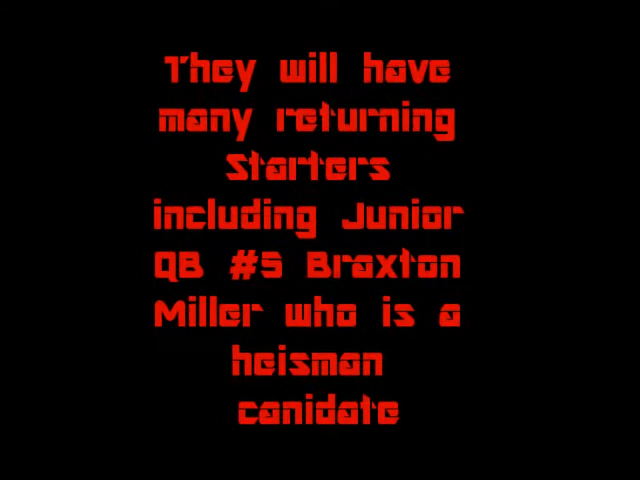 They will have
many returning
Starters
including Junior
QB #5 Braxton
Miller who is a
heisman
canidate